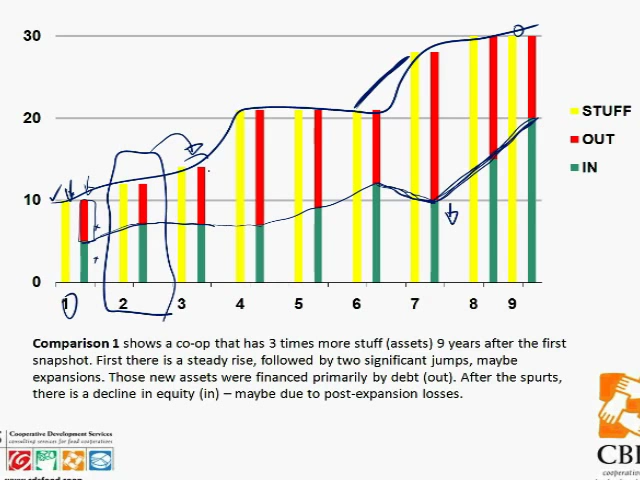 30
20
10
0
1 2 3 4 5 6 7 8 9
STUFF
OUT
IN
Comparison 1 shows a co-op that has 3 times more stuff (assets) 9 years after the first
snapshot. First there is a steady rise, followed by two significant jumps, maybe
expansions. Those new assets were financed primarily by debt (out). After the spurts,
there is a decline in equity (in) – maybe due to post-expansion losses.
S Cooperative Development Services
consulting services for food cooperatives
www.cdsfood.coop